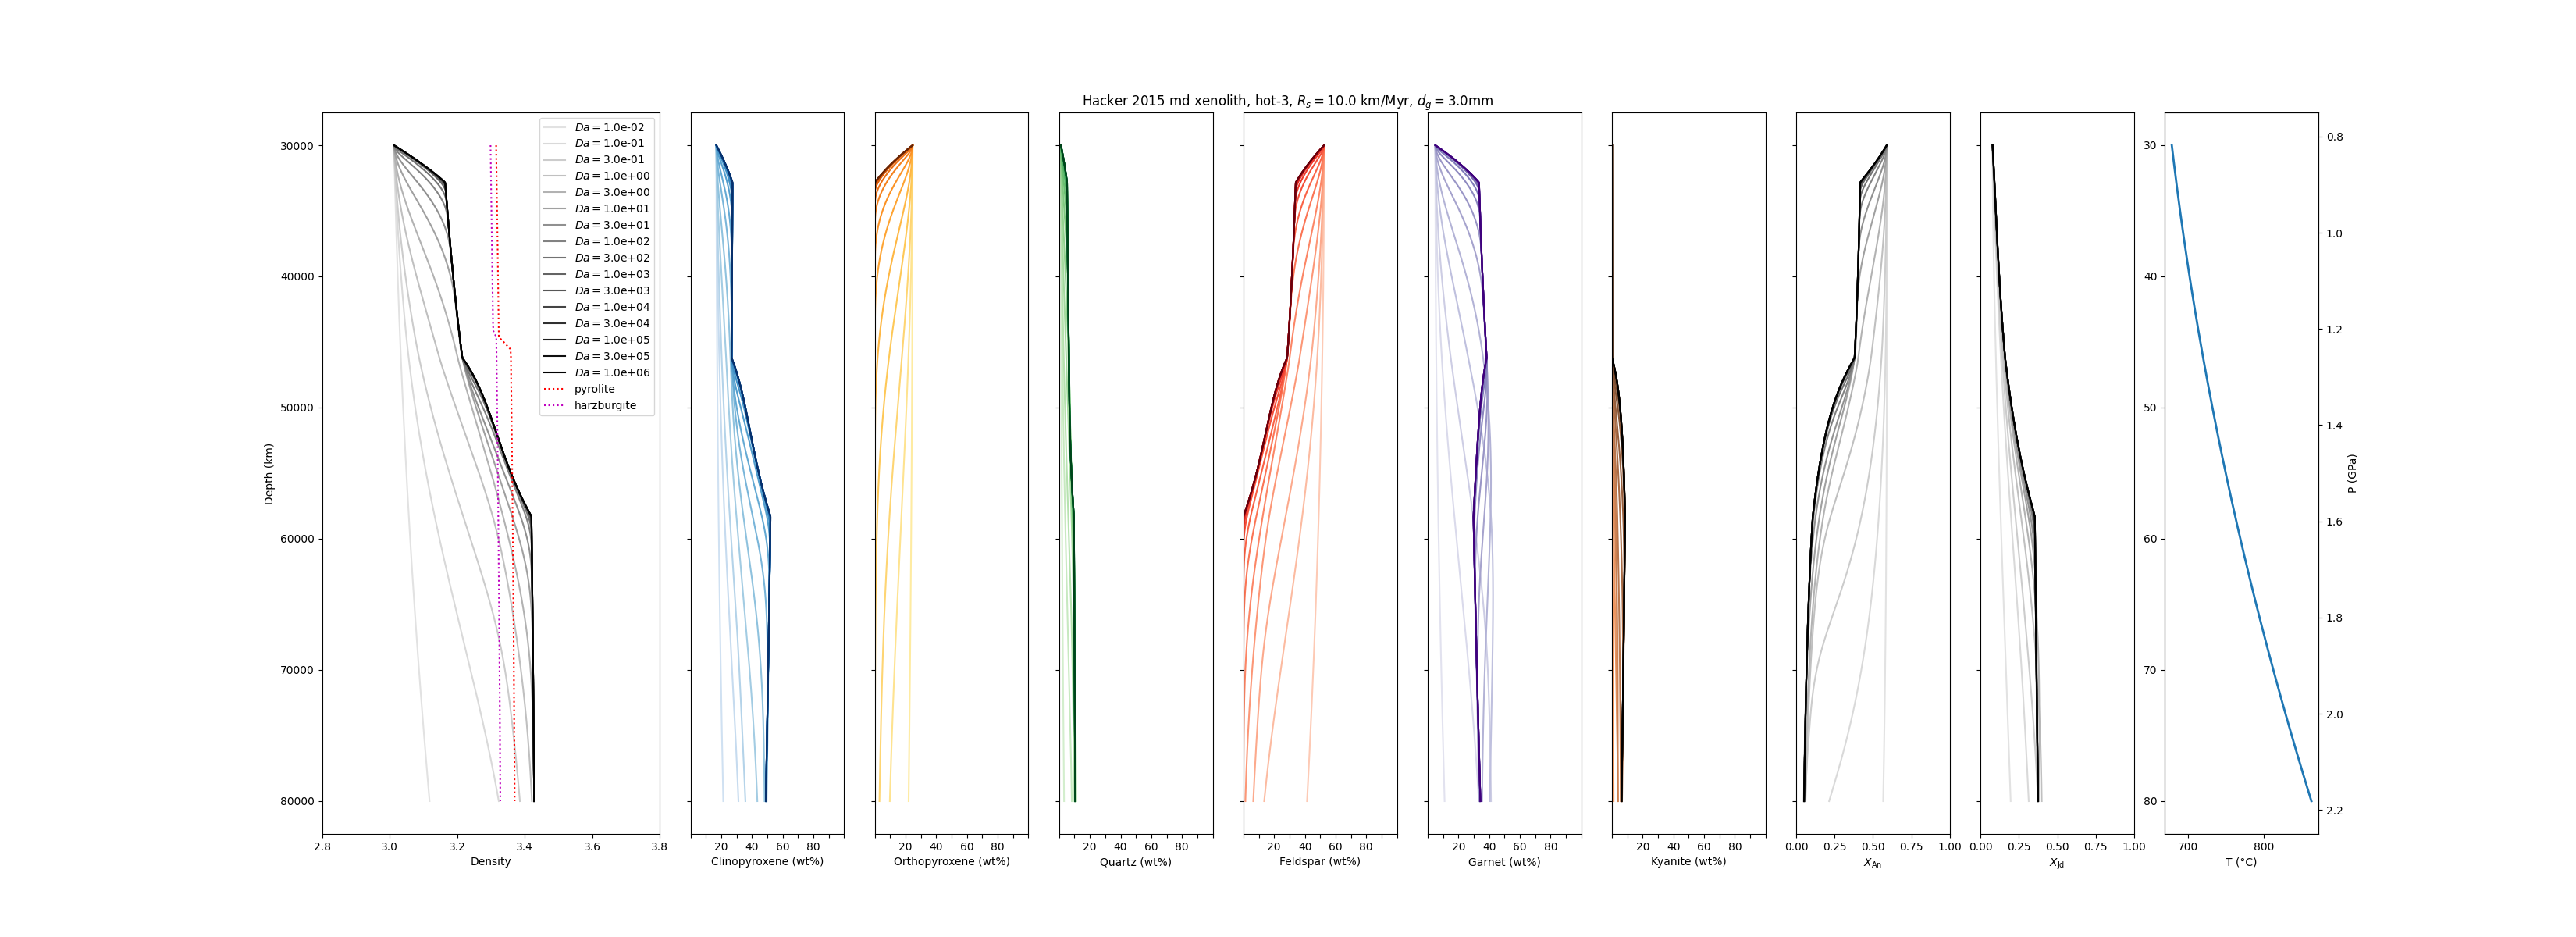 Hacker 2015 md xenolith, hot-3, R_s = 10.0 km/Myr, d_g = 3.0mm
Da = 1.0e-02
Da = 1.0e-01
Da = 3.0e-01
Da = 1.0e+00
Da = 3.0e+00
Da = 1.0e+01
Da = 3.0e+01
Da = 1.0e+02
Da = 3.0e+02
Da = 1.0e+03
Da = 3.0e+03
Da = 1.0e+04
Da = 3.0e+04
Da = 1.0e+05
Da = 3.0e+05
Da = 1.0e+06
pyrolite
harzburgite
Depth (km)
30000
40000
50000
60000
70000
80000
2.8 3.0 3.2 3.4 3.6 3.8
Density
20 40 60 80
Clinopyroxene (wt%)
20 40 60 80
Orthopyroxene (wt%)
20 40 60 80
Quartz (wt%)
20 40 60 80
Feldspar (wt%)
20 40 60 80
Garnet (wt%)
20 40 60 80
Kyanite (wt%)
0.00 0.25 0.50 0.75 1.00
X_An
0.00 0.25 0.50 0.75 1.00
X_Jd
30
40
50
60
70
80
700 800
T (°C)
0.8
1.0
1.2
1.4
1.6
1.8
2.0
2.2
P (GPa)